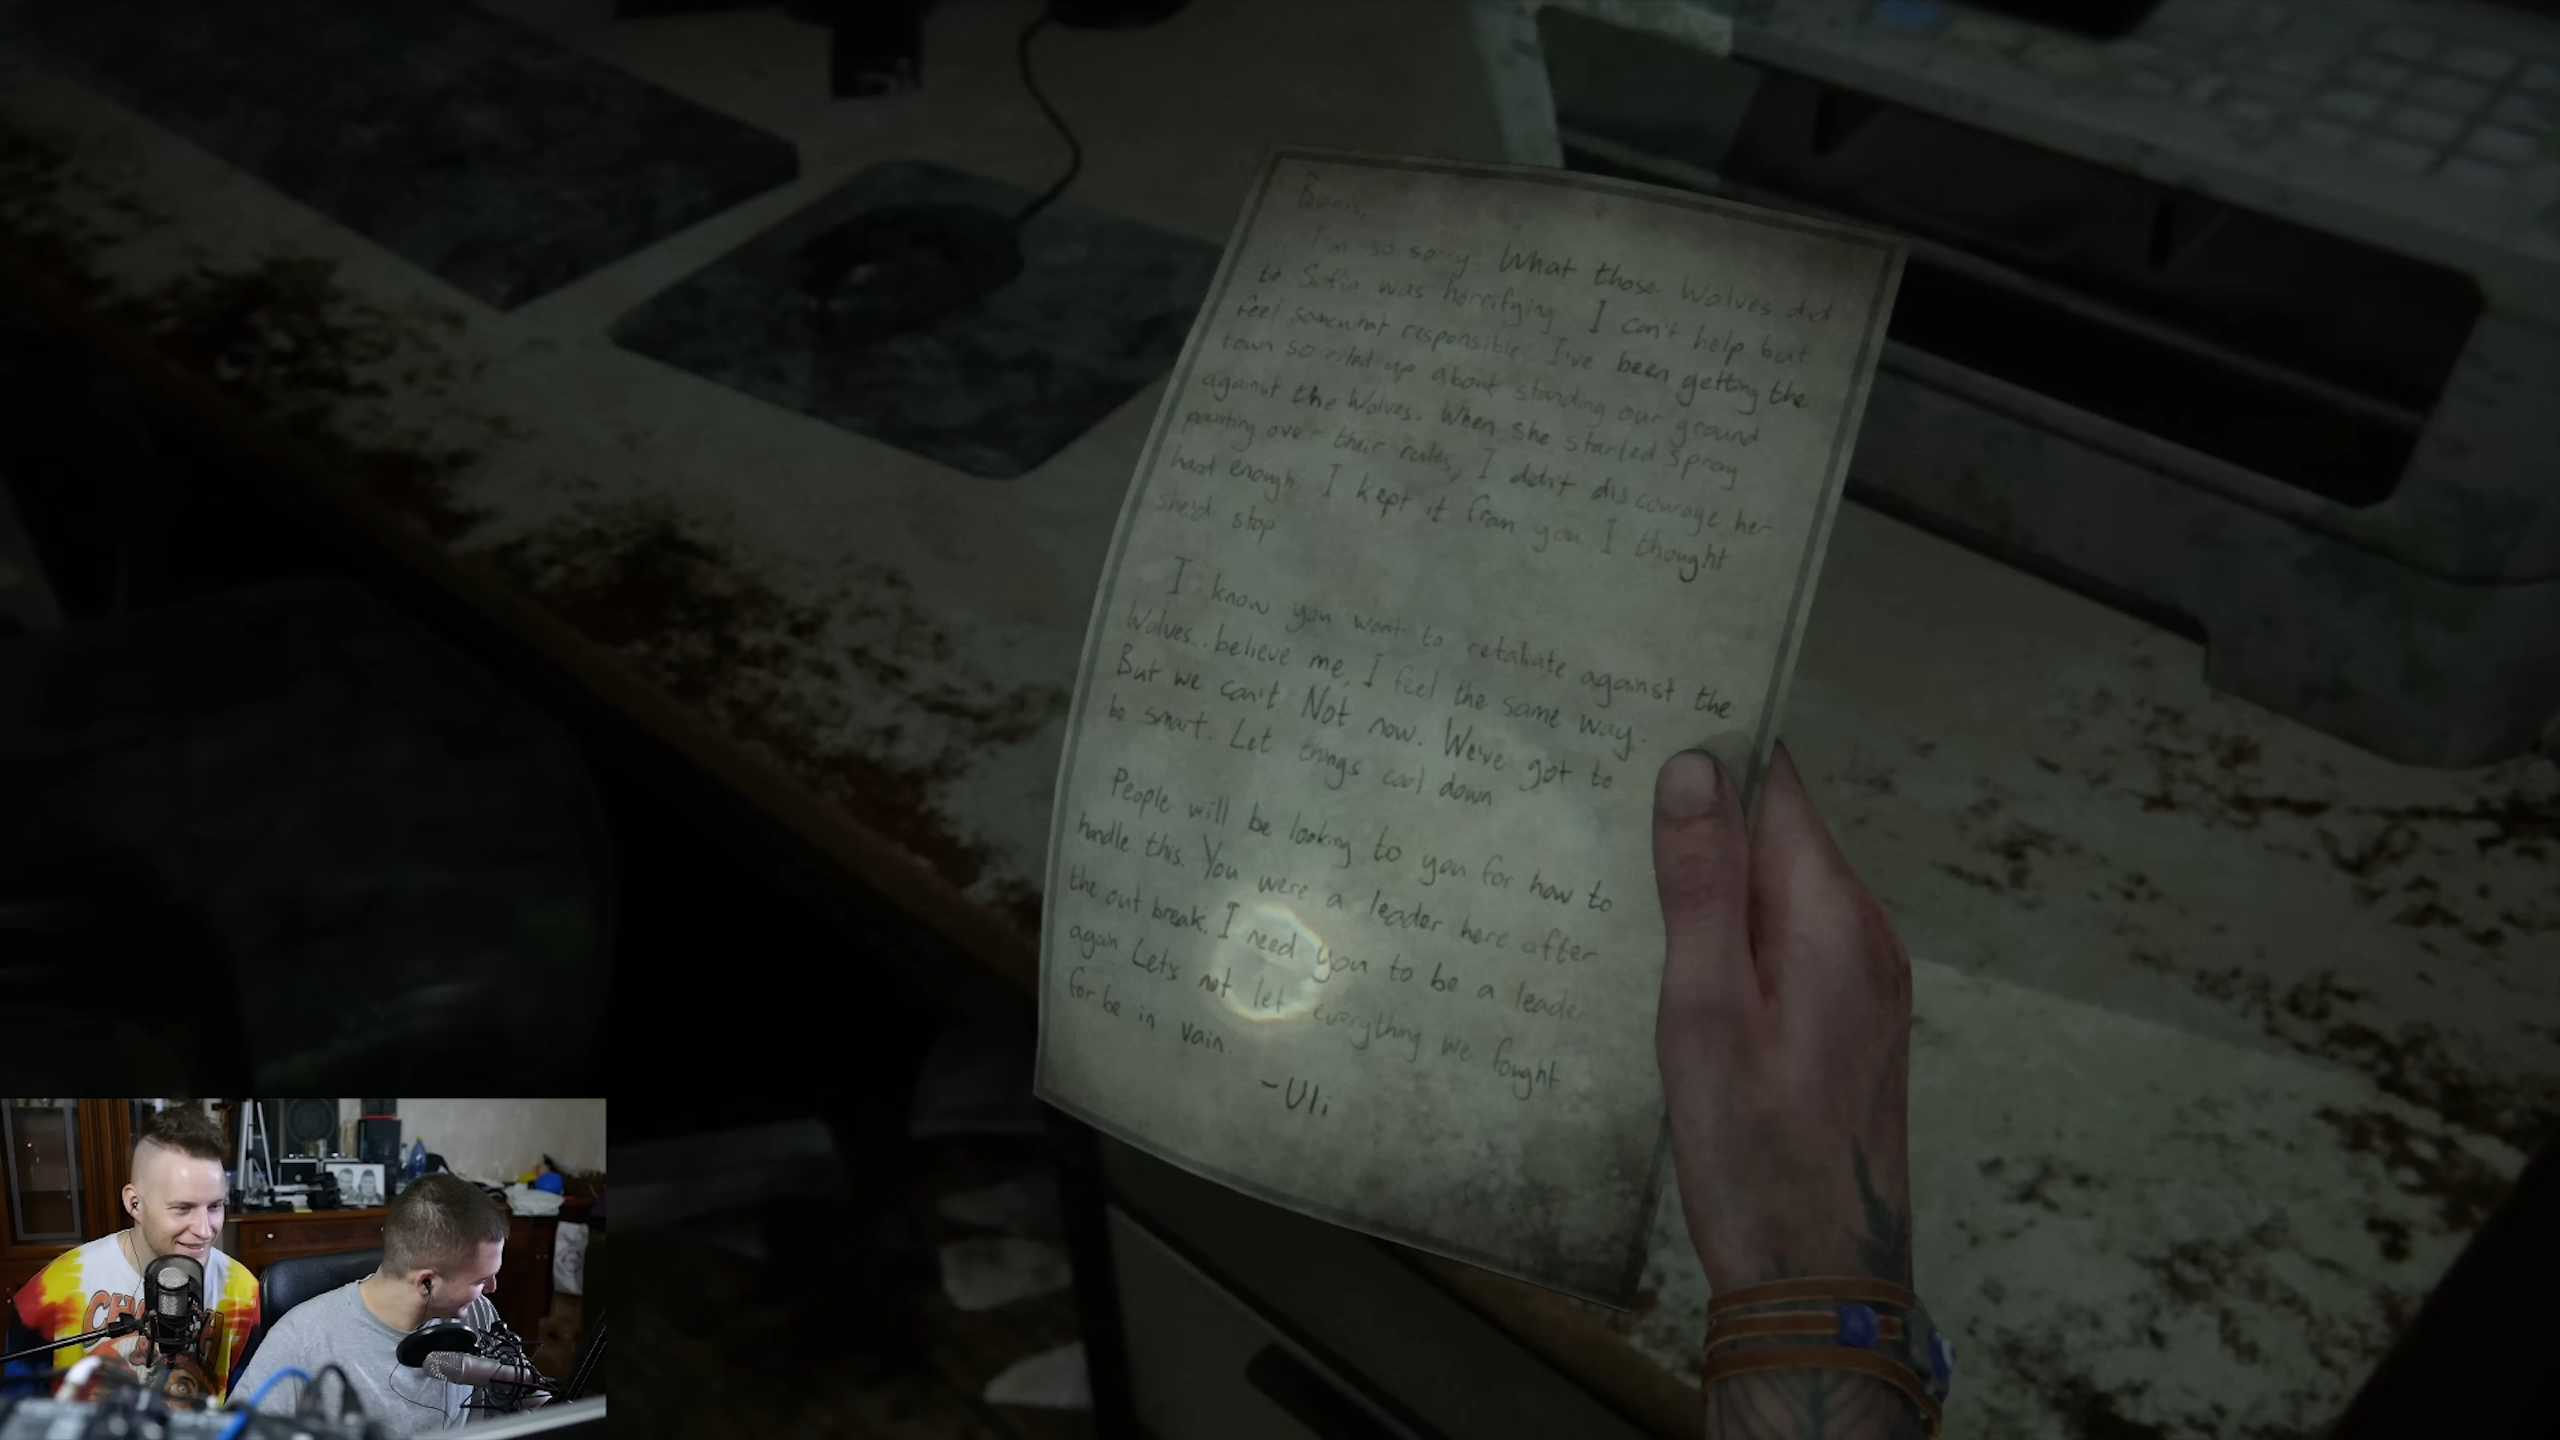 I'm so sorry. What those Wolves did
to Sofia was horrifying. I can't help but
feel somewhat responsible. I've been getting the
town so riled up about standing our ground
against the Wolves. When she started spray
painting over their rules, I didn't discourage her
hard enough. I kept it from you. I thought
she'd stop
I know you want to retaliate against the
Wolves... believe me, I feel the same way.
But we can't. Not now. We've got to
be smart. Let things cool down.
People will be looking to you for how to
handle this. You were a leader here after
the out break. I need you to be a leader
again. Let's not let everything we fought
for be in vain.
-Uli